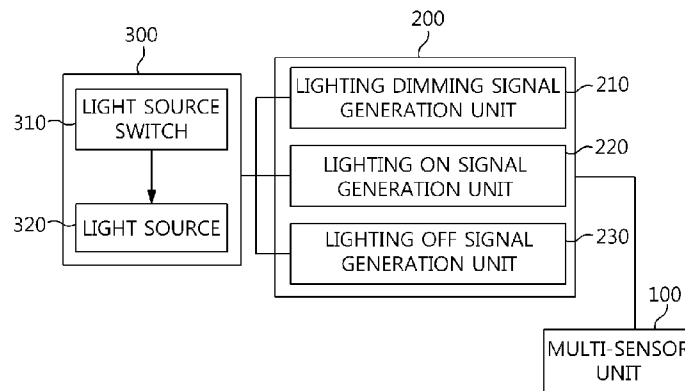 200
300
LIGHTING DIMMING SIGNAL
GENERATION UNIT
210
310
LIGHT SOURCE
SWITCH
220
LIGHTING ON SIGNAL
GENERATION UNIT
320
LIGHT SOURCE
LIGHTING OFF SIGNAL
GENERATION UNIT
230
100
MULTI-SENSOR
UNIT